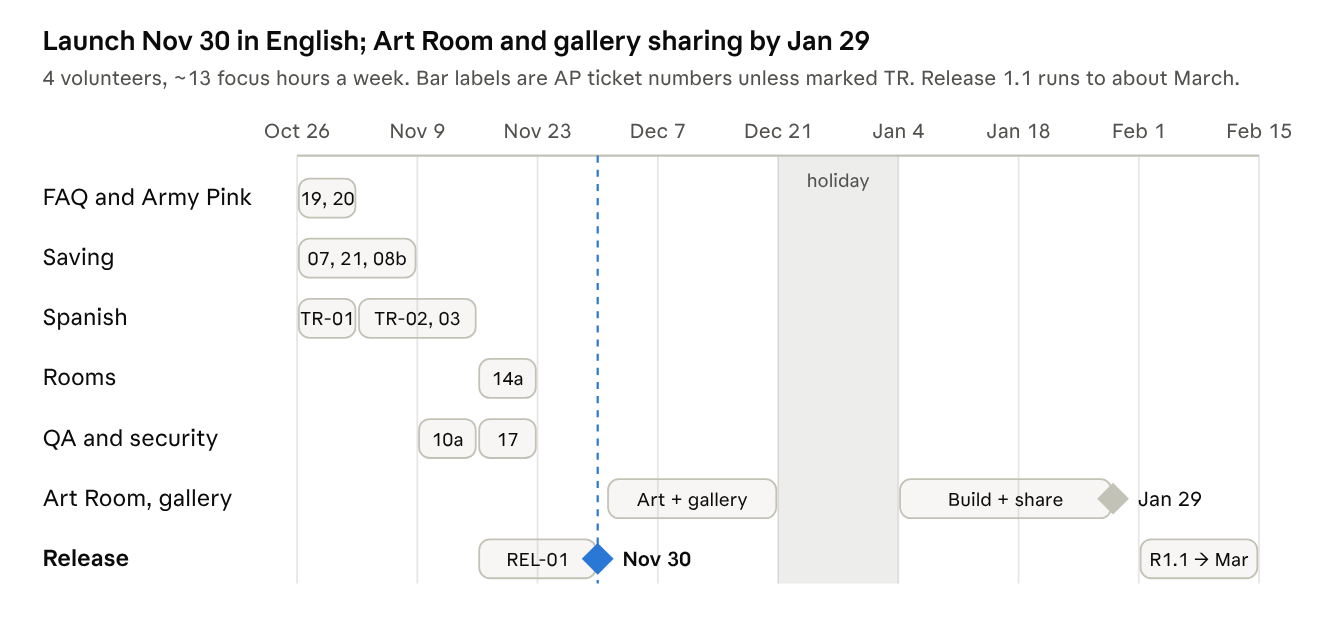 Launch Nov 30 in English; Art Room and gallery sharing by Jan 29
4 volunteers, ~13 focus hours a week. Bar labels are AP ticket numbers unless marked TR. Release 1.1 runs to about March.
Oct 26 Nov 9 Nov 23 Dec 7 Dec 21 Jan 4 Jan 18 Feb 1 Feb 15
holiday
FAQ and Army Pink 19, 20
Saving 07, 21, 08b
Spanish TR-01 TR-02, 03
Rooms 14a
QA and security 10a 17
Art Room, gallery Art + gallery Build + share Jan 29
Release REL-01 Nov 30 R1.1 → Mar